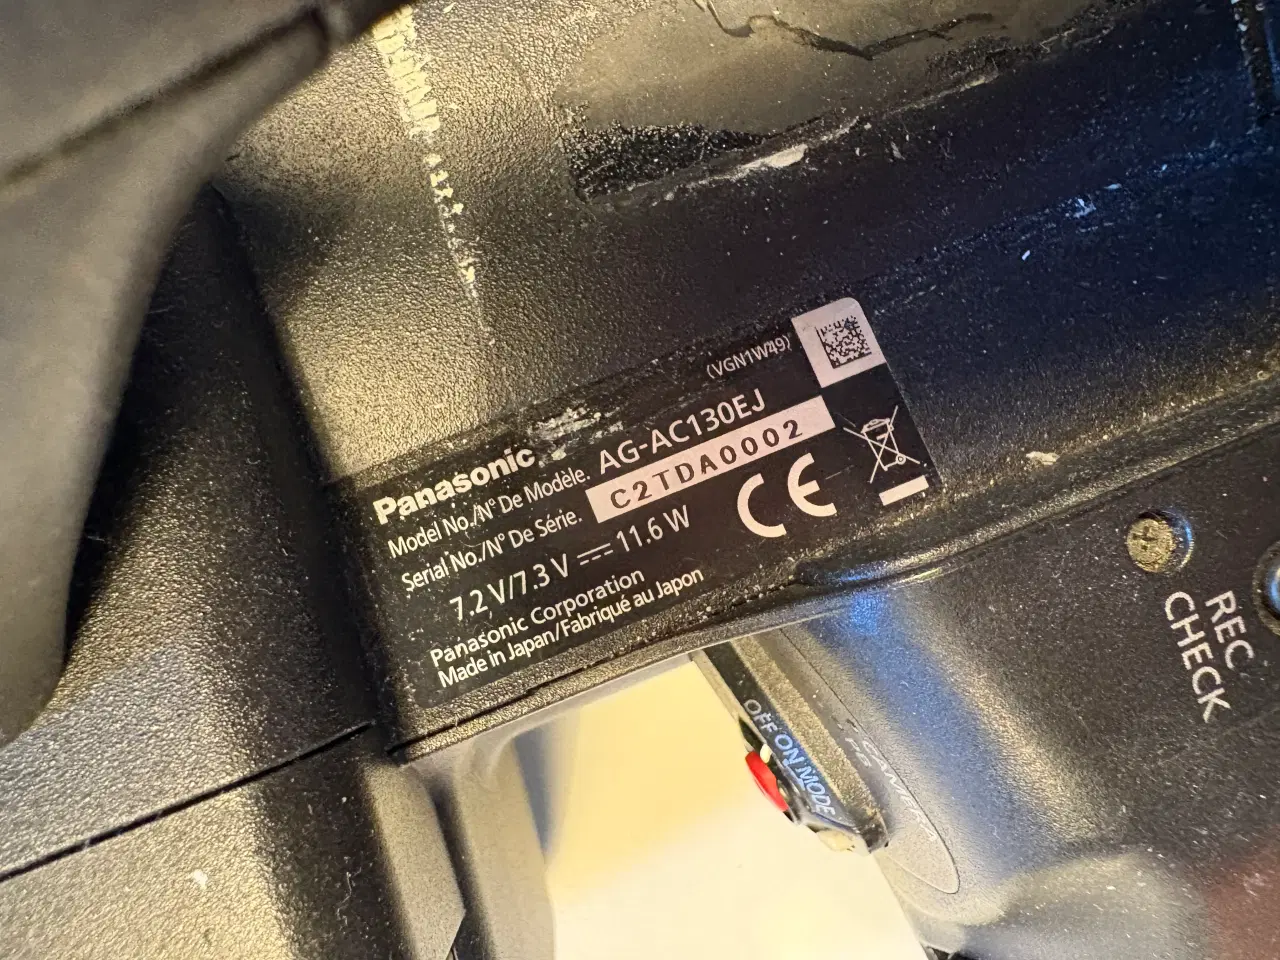 (VGN1W49)
Panasonic
Model No./N° De Modèle. AG-AC130EJ
Serial No./N° De Série. C2TDA0002
7.2 V/7.3 V ⎓ 11.6 W
CE
Panasonic Corporation
Made in Japan/Fabriqué au Japon
REC
CHECK
OFF ON MODE